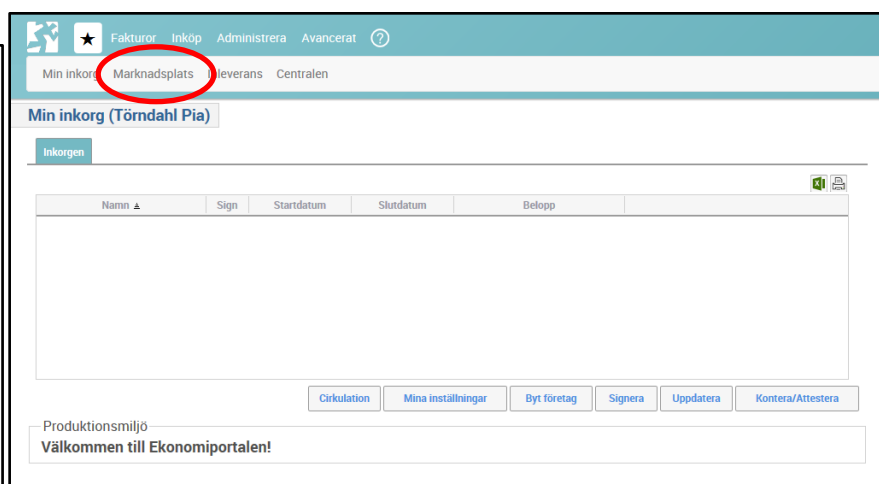 ★ Fakturor Inköp Administrera Avancerat ?
Min inkorg Marknadsplats Inleverans Centralen
Min inkorg (Törndahl Pia)
Inkorgen
Namn Sign Startdatum Slutdatum Belopp
Cirkulation Mina inställningar Byt företag Signera Uppdatera Kontera/Attestera
Produktionsmiljö
Välkommen till Ekonomiportalen!